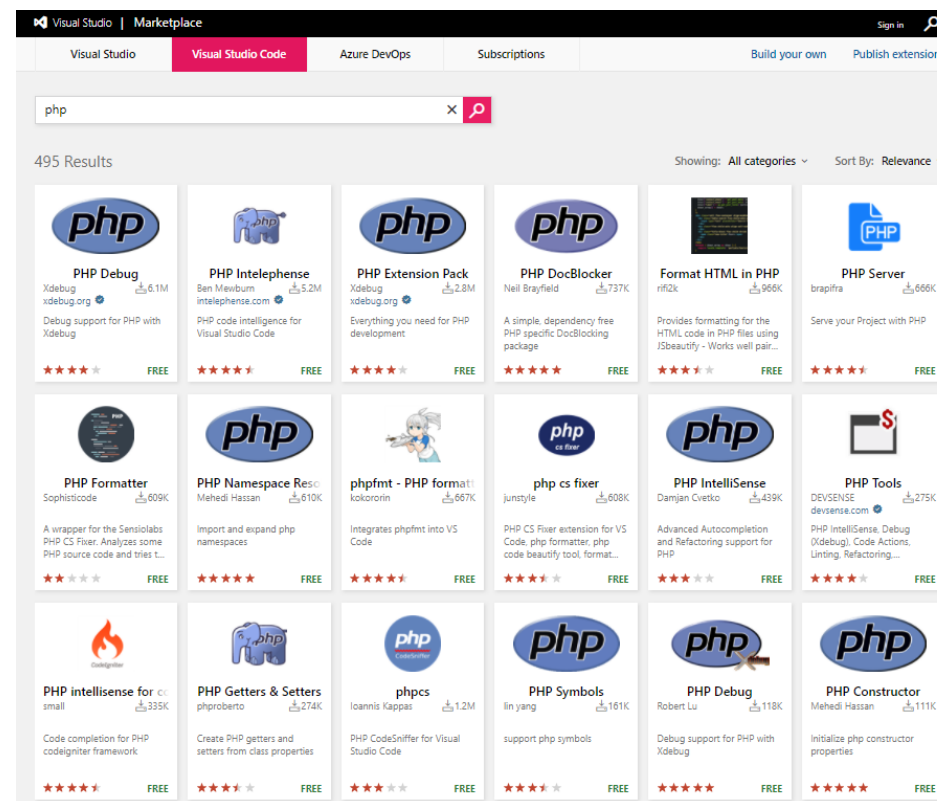 Visual Studio | Marketplace
Sign in
Visual Studio
Visual Studio Code
Azure DevOps
Subscriptions
Build your own
Publish extension
php
495 Results
Showing: All categories
Sort By: Relevance
php
PHP Debug
Xdebug 6.1M
xdebug.org
Debug support for PHP with
Xdebug
FREE
php
PHP Intelephense
Ben Mewburn 5.2M
intelephense.com
PHP code intelligence for
Visual Studio Code
FREE
php
PHP Extension Pack
Xdebug 2.8M
xdebug.org
Everything you need for PHP
development
FREE
php
PHP DocBlocker
Neil Brayfield 737K
A simple, dependency free
PHP specific DocBlocking
package
FREE
Format HTML in PHP
rifi2k 966K
Provides formatting for the
HTML code in PHP files using
JSbeautify - Works well pair...
FREE
PHP
PHP Server
brapifra 666K
Serve your Project with PHP
FREE
PHP
PHP Formatter
Sophisticode 609K
A wrapper for the Sensiolabs
PHP CS Fixer. Analyzes some
PHP source code and tries t...
FREE
php
PHP Namespace Reso
Mehedi Hassan 610K
Import and expand php
namespaces
FREE
phpfmt - PHP formatt
kokororin 667K
Integrates phpfmt into VS
Code
FREE
php
cs fixer
php cs fixer
junstyle 608K
PHP CS Fixer extension for VS
Code, php formatter, php
code beautify tool, format...
FREE
php
PHP IntelliSense
Damjan Cvetko 439K
Advanced Autocompletion
and Refactoring support for
PHP
FREE
$
PHP Tools
DEVSENSE 275K
devsense.com
PHP IntelliSense, Debug
(Xdebug), Code Actions,
Linting, Refactoring,...
FREE
CodeIgniter
PHP intellisense for co
small 335K
Code completion for PHP
codeigniter framework
FREE
php
PHP Getters & Setters
phproberto 274K
Create PHP getters and
setters from class properties
FREE
php
CodeSniffer
phpcs
Ioannis Kappas 1.2M
PHP CodeSniffer for Visual
Studio Code
FREE
php
PHP Symbols
lin yang 161K
support php symbols
FREE
php
PHP Debug
Robert Lu 118K
Debug support for PHP with
Xdebug
FREE
php
PHP Constructor
Mehedi Hassan 111K
Initialize php constructor
properties
FREE